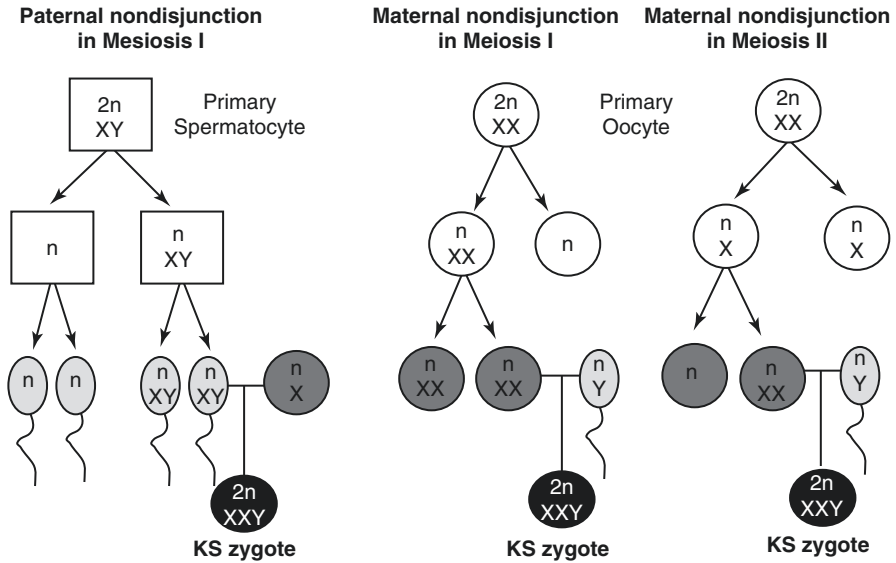 Paternal nondisjunction
in Mesiosis I
2n
XY
Primary
Spermatocyte
n
n
XY
n
n
n
XY
n
XY
n
X
2n
XXY
KS zygote
Maternal nondisjunction
in Meiosis I
2n
XX
Primary
Oocyte
n
XX
n
n
XX
n
XX
n
Y
2n
XXY
KS zygote
Maternal nondisjunction
in Meiosis II
2n
XX
n
X
n
X
n
n
XX
n
Y
2n
XXY
KS zygote